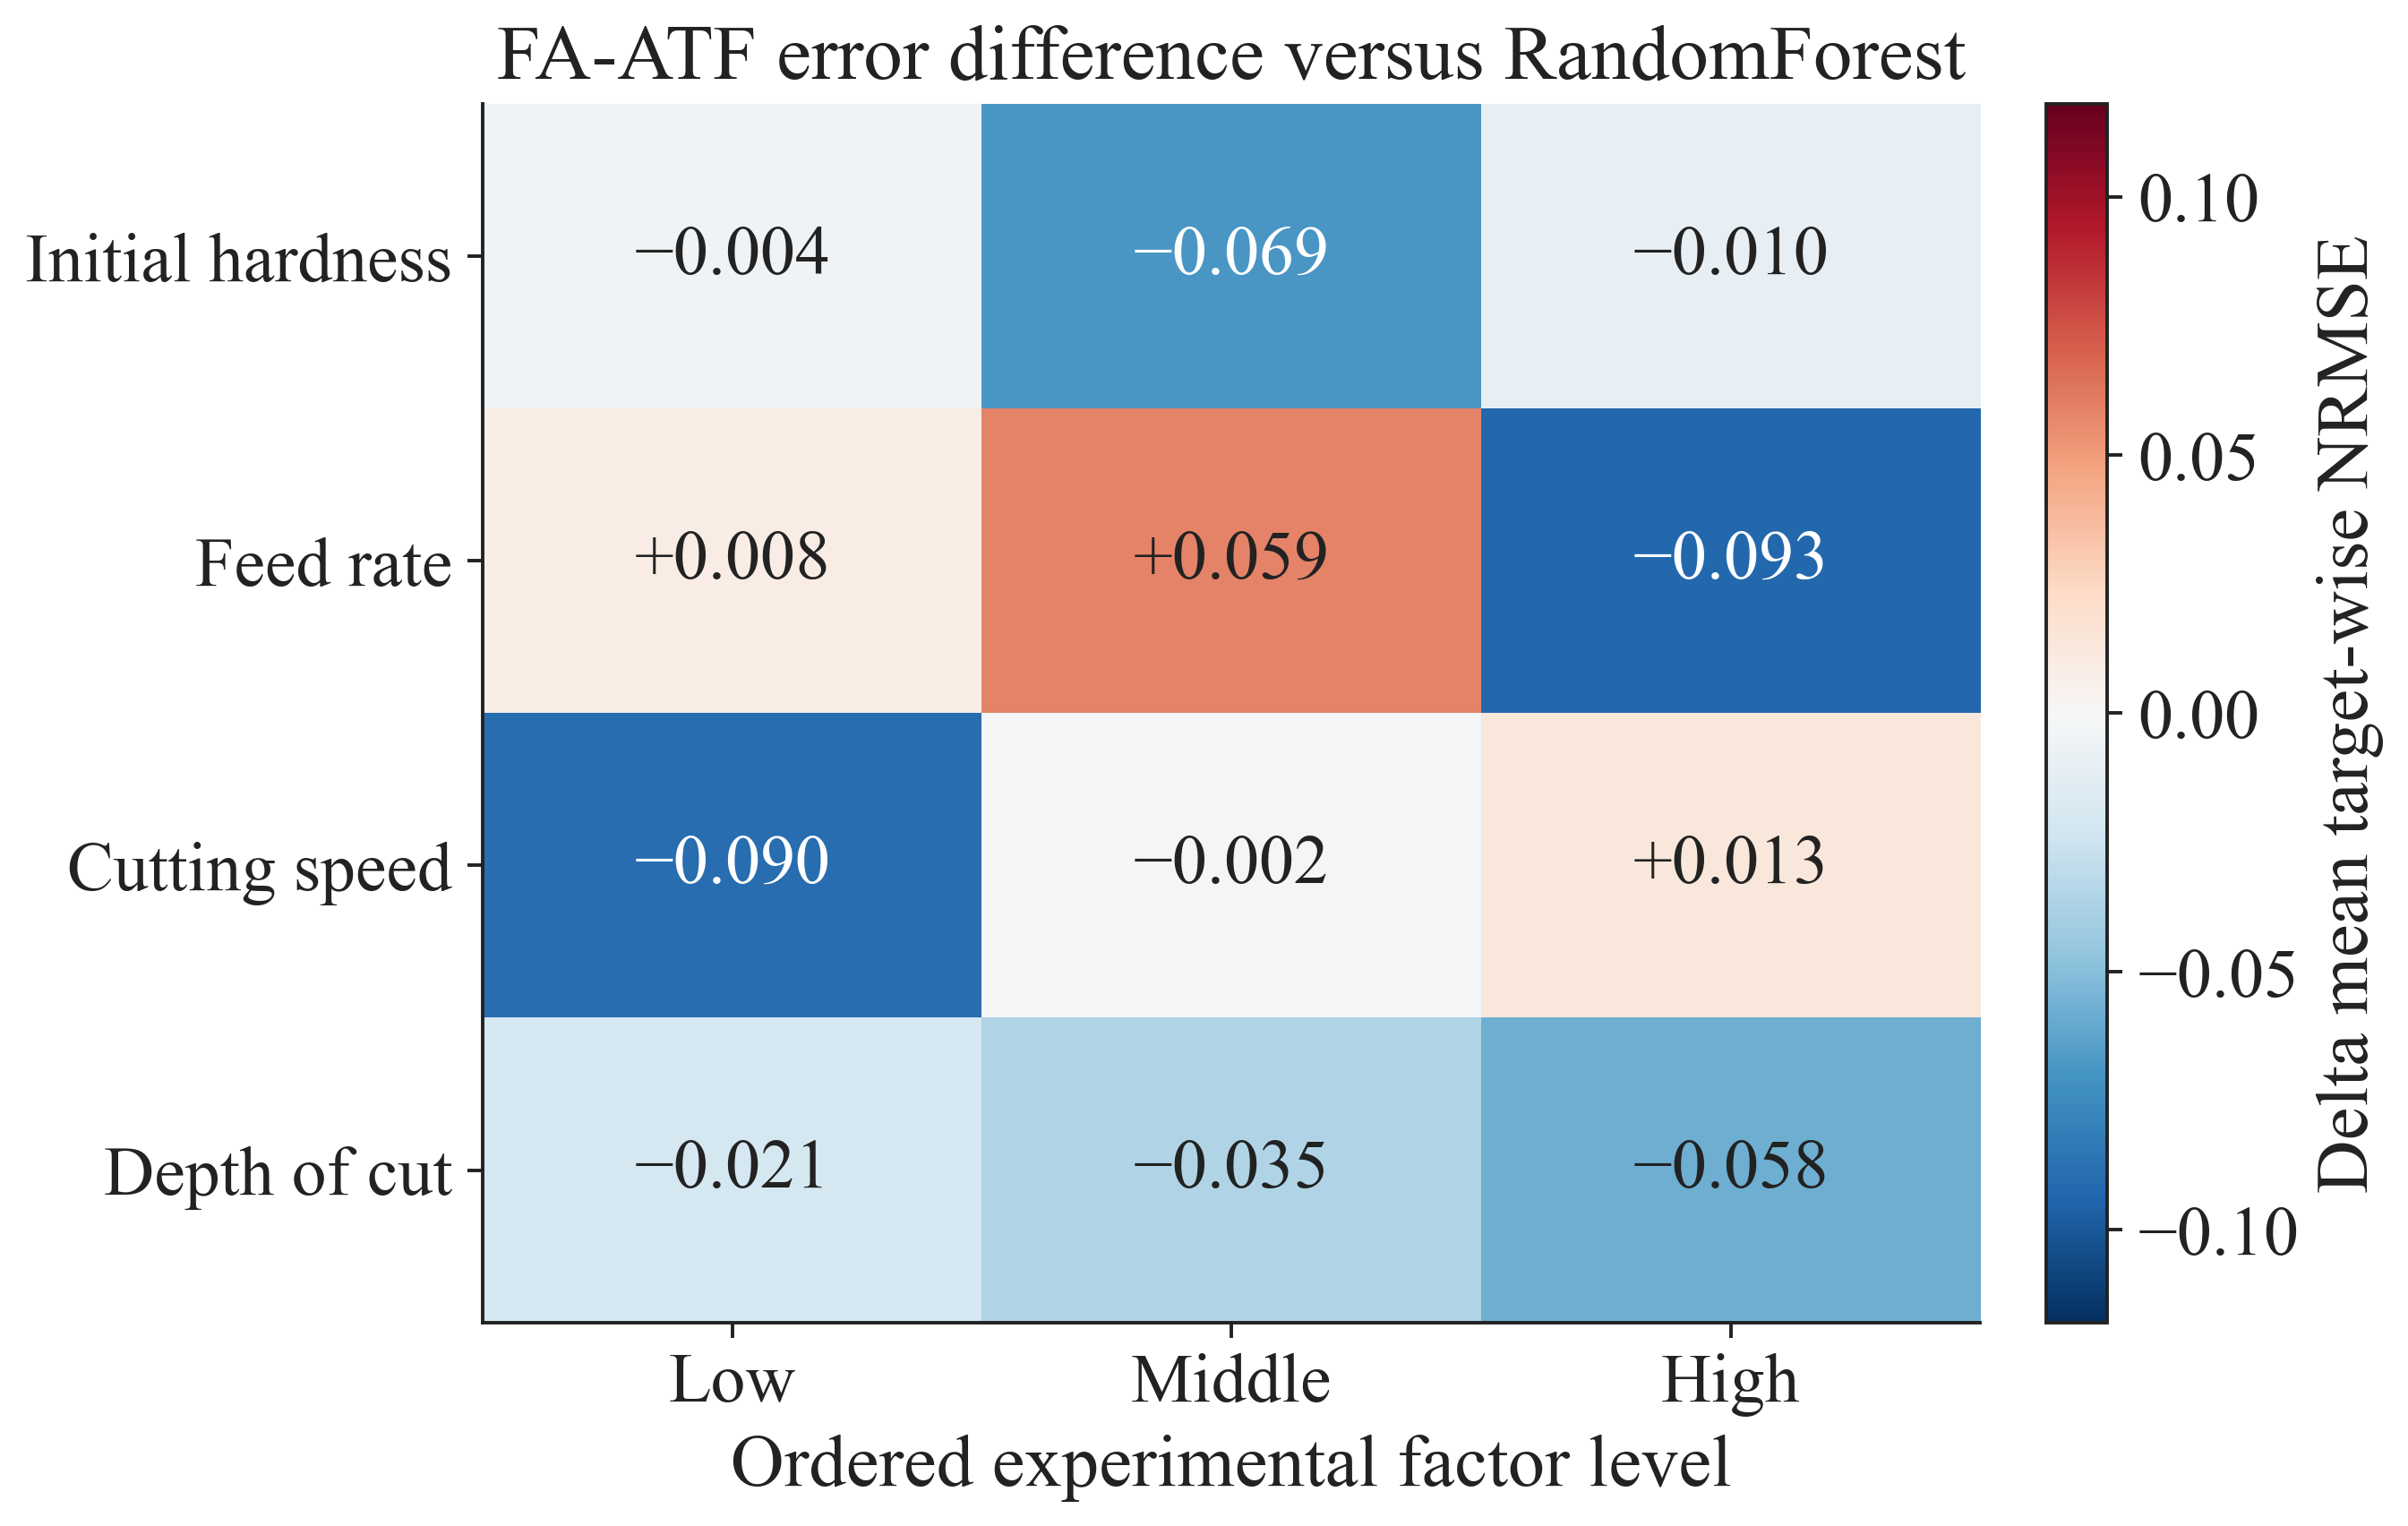 FA-ATF error difference versus RandomForest
Initial hardness −0.004 −0.069 −0.010
Feed rate +0.008 +0.059 −0.093
Cutting speed −0.090 −0.002 +0.013
Depth of cut −0.021 −0.035 −0.058
Low Middle High
Ordered experimental factor level
0.10
0.05
0.00
−0.05
−0.10
Delta mean target-wise NRMSE